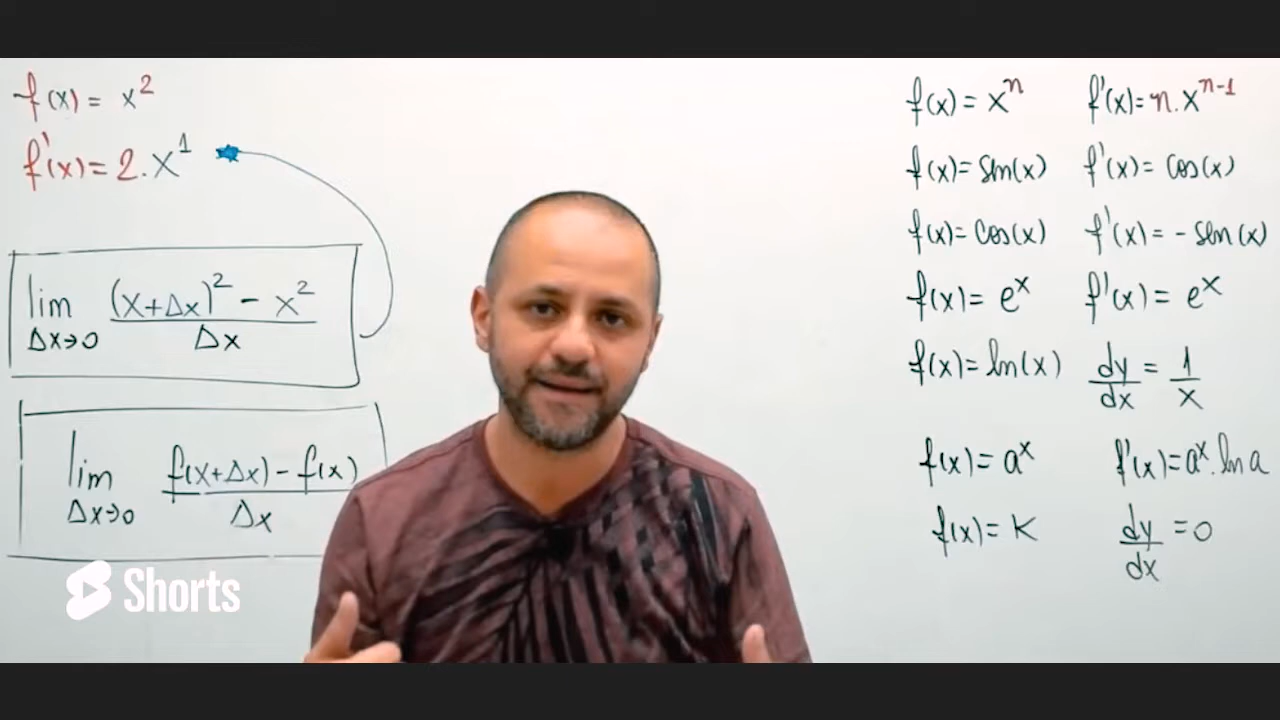 f(x) = x²
f'(x) = 2.x¹
lim Δx→0 (x+Δx)² - x² / Δx
lim Δx→0 f(x+Δx) - f(x) / Δx
Shorts
f(x) = xⁿ f'(x) = n.xⁿ⁻¹
f(x) = sen(x) f'(x) = cos(x)
f(x) = cos(x) f'(x) = - sen(x)
f(x) = eˣ f'(x) = eˣ
f(x) = ln(x) dy/dx = 1/x
f(x) = aˣ f'(x) = aˣ.ln a
f(x) = K dy/dx = 0